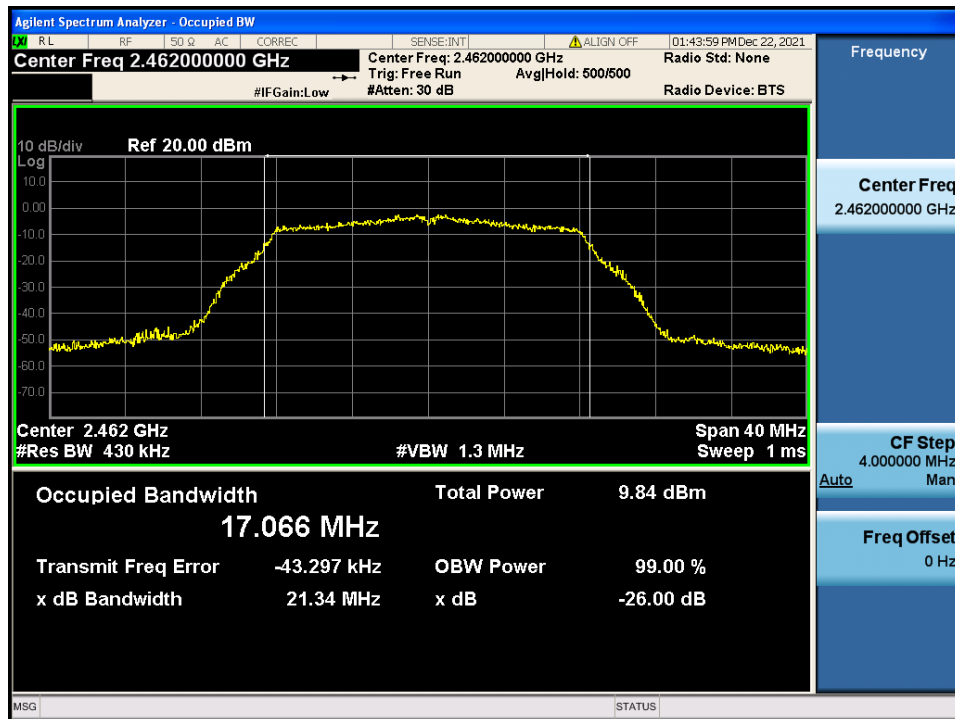 Agilent Spectrum Analyzer - Occupied BW
LXI RL RF 50 Ω AC CORREC SENSE:INT ALIGN OFF 01:43:59 PM Dec 22, 2021
Center Freq 2.462000000 GHz
Center Freq: 2.462000000 GHz
Radio Std: None
Trig: Free Run Avg|Hold: 500/500
#IFGain:Low
#Atten: 30 dB
Radio Device: BTS
10 dB/div Ref 20.00 dBm
Log
10.0
0.00
-10.0
-20.0
-30.0
-40.0
-50.0
-60.0
-70.0
Center 2.462 GHz Span 40 MHz
#Res BW 430 kHz #VBW 1.3 MHz Sweep 1 ms
Occupied Bandwidth Total Power 9.84 dBm
17.066 MHz
Transmit Freq Error -43.297 kHz OBW Power 99.00 %
x dB Bandwidth 21.34 MHz x dB -26.00 dB
Frequency
Center Freq
2.462000000 GHz
CF Step
4.000000 MHz
Auto Man
Freq Offset
0 Hz
MSG STATUS